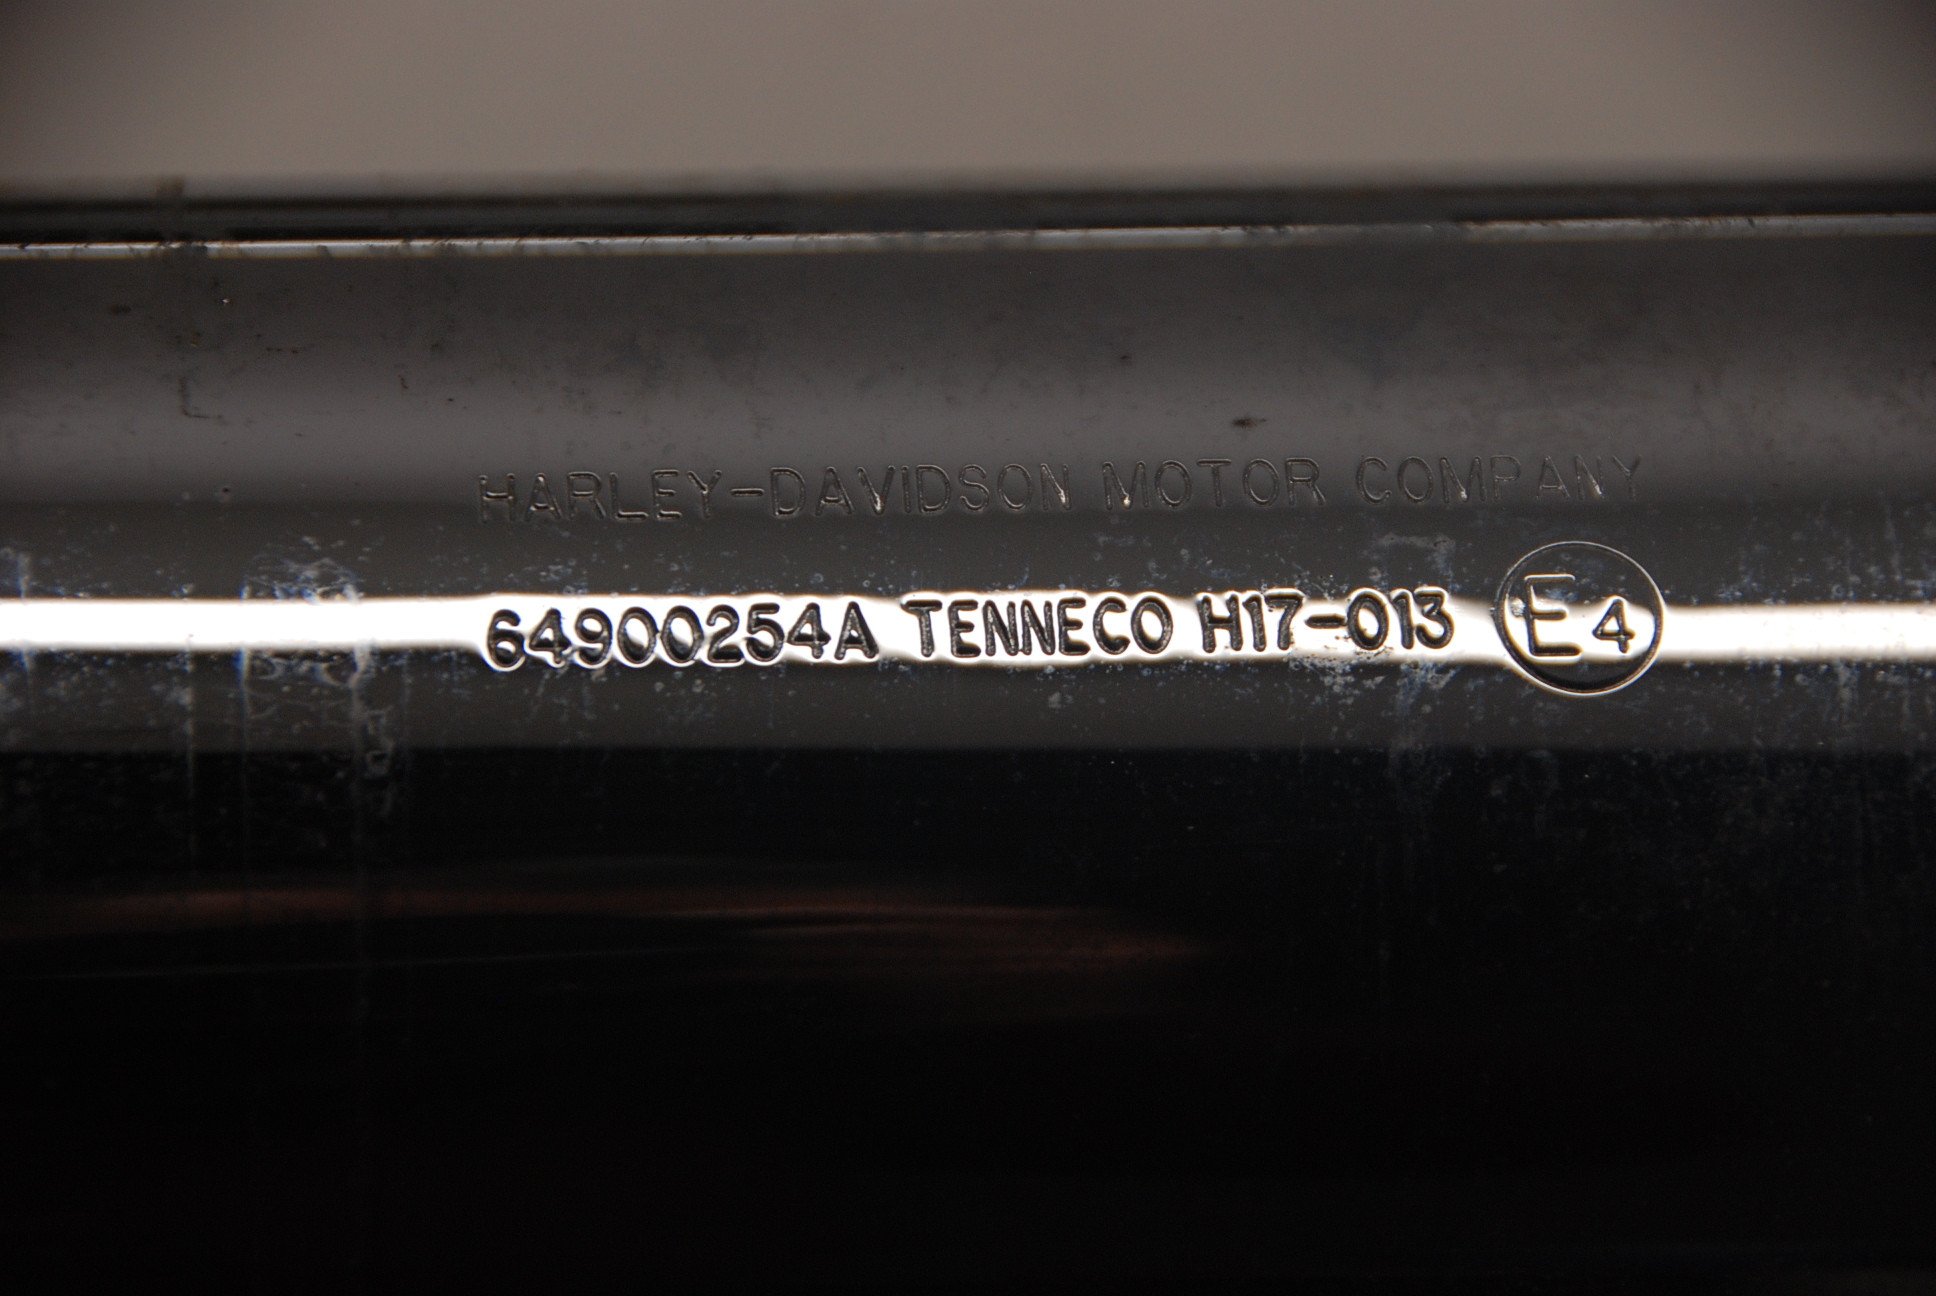 HARLEY-DAVIDSON MOTOR COMPANY
64900254A TENNECO H17-013 E4